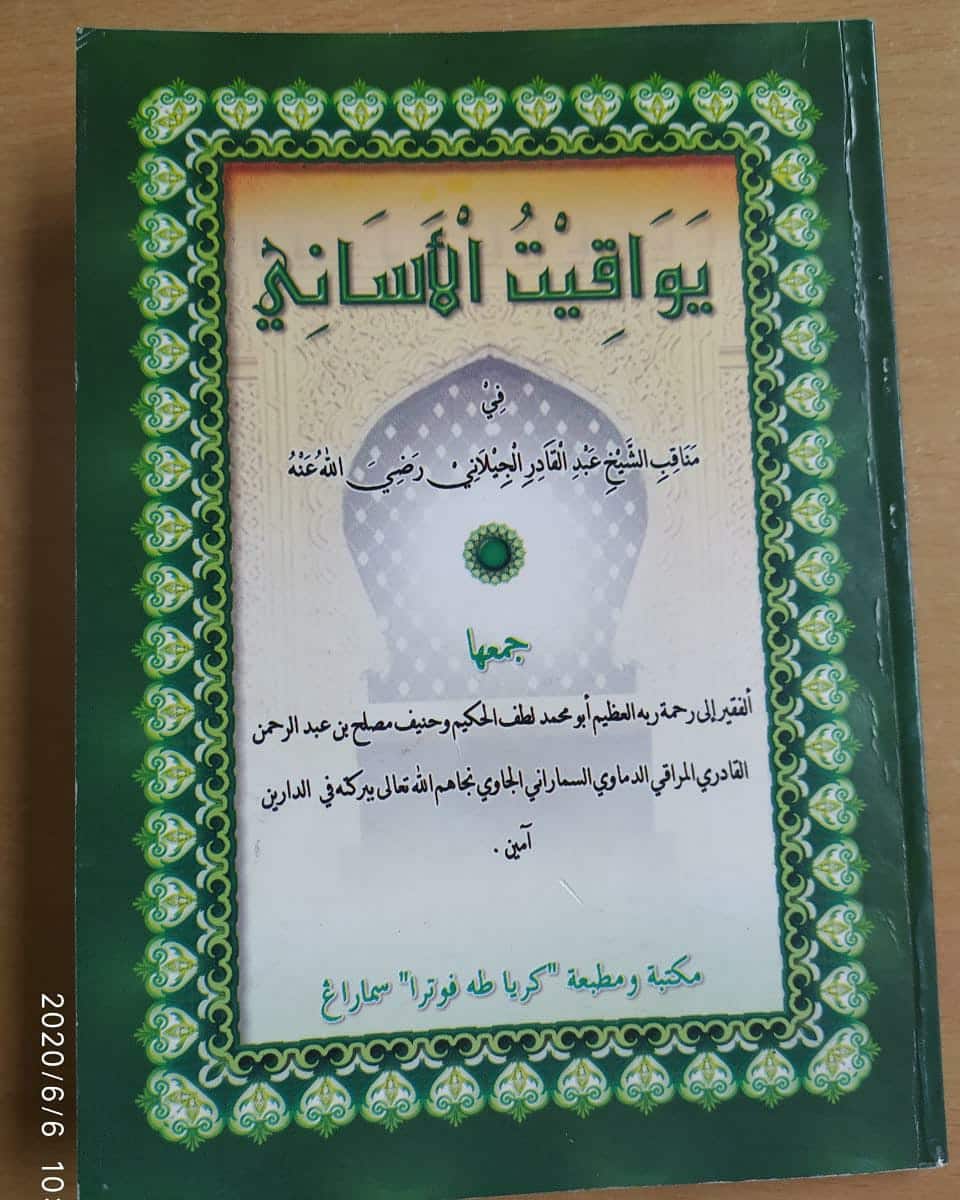 يَوَاقِيْتُ الْأَسَانِيْ
فِيْ
مَنَاقِبِ الشَّيْخِ عَبْدِ الْقَادِرِ الْجِيْلَانِيْ رَضِيَ اللهُ عَنْهُ
جمعها
ألفقير إلى رحمة ربه العظيم أبو محمد لطف الحكيم وحنيف مصلح بن عبد الرحمن
القادري المراقي الدماوي السماراني الجاوي نجاهم الله تعالى ببركته في الدارين
آمين .
مكتبة ومطبعة "كريا طه فوترا" سماراڠ
2020/6/6 10: